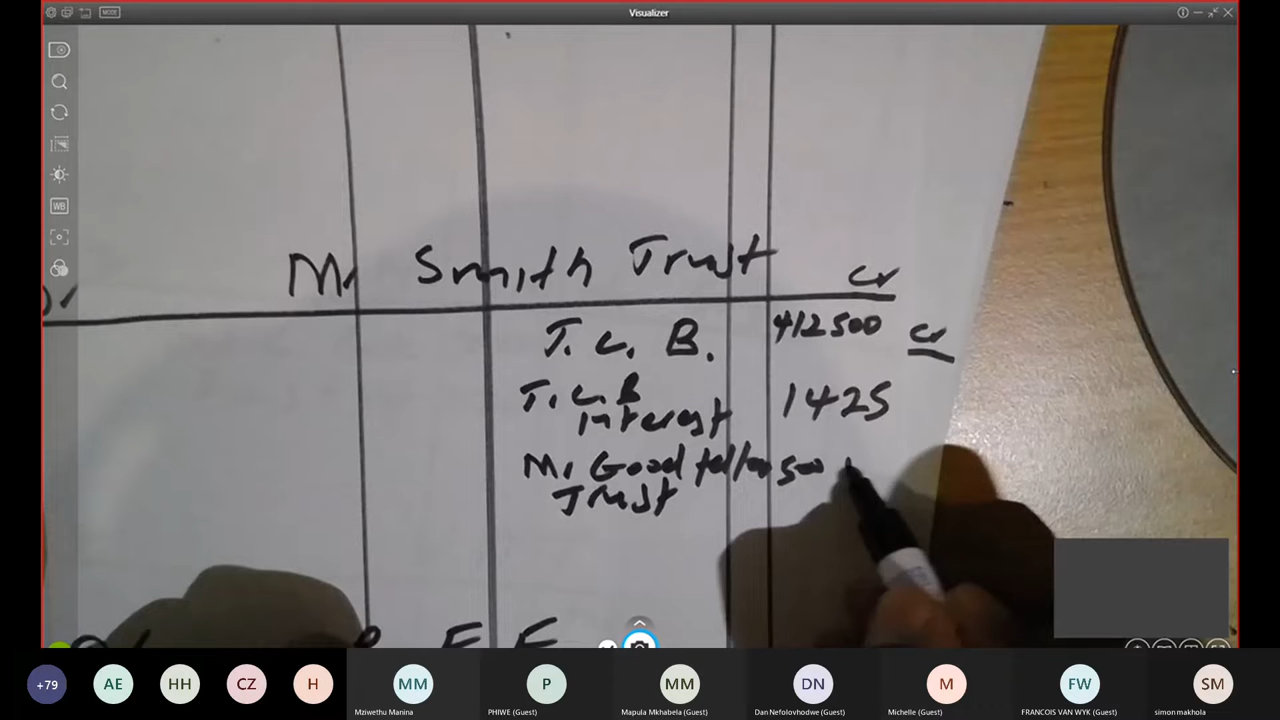 MODE
Visualizer
WB
Mr Smith Trust
Cr
T. C. B. 412500 Cr
T. C. B 1425
interest
Mr Good fellow 500
Trust
+79
AE
HH
CZ
H
MM
P
MM
DN
M
FW
SM
Mziwethu Manina
PHIWE (Guest)
Mapula Mkhabela (Guest)
Dan Nefolovhodwe (Guest)
Michelle (Guest)
FRANCOIS VAN WYK (Guest)
simon makhola